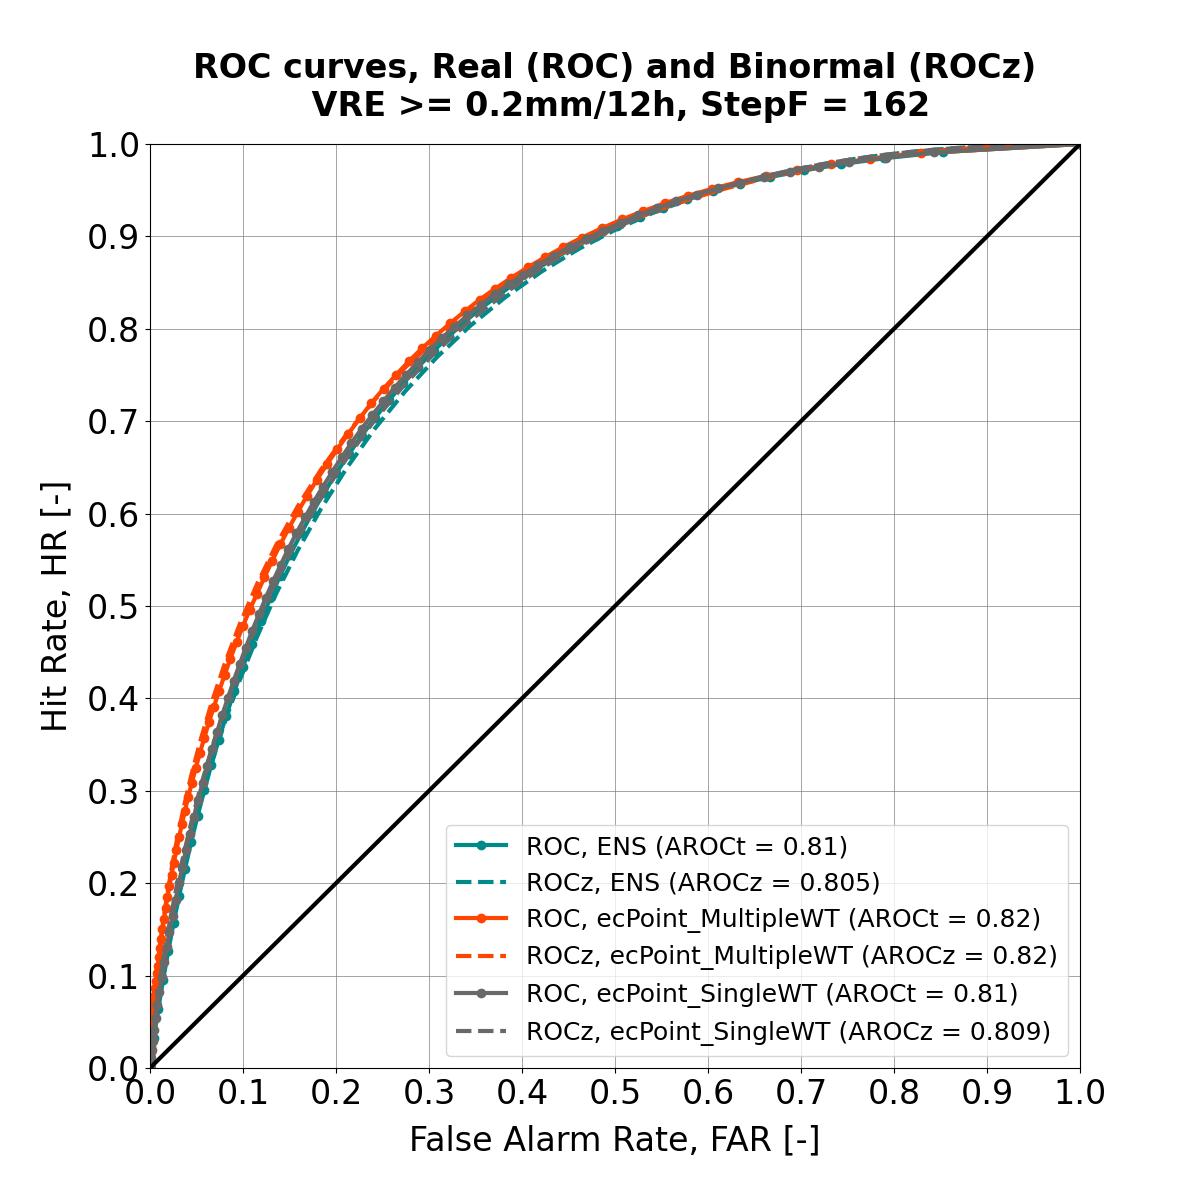 ROC curves, Real (ROC) and Binormal (ROCz)
VRE >= 0.2mm/12h, StepF = 162
1.0
0.9
0.8
0.7
0.6
0.5
0.4
0.3
0.2
0.1
0.0
Hit Rate, HR [-]
ROC, ENS (AROCt = 0.81)
ROCz, ENS (AROCz = 0.805)
ROC, ecPoint_MultipleWT (AROCt = 0.82)
ROCz, ecPoint_MultipleWT (AROCz = 0.82)
ROC, ecPoint_SingleWT (AROCt = 0.81)
ROCz, ecPoint_SingleWT (AROCz = 0.809)
0.0 0.1 0.2 0.3 0.4 0.5 0.6 0.7 0.8 0.9 1.0
False Alarm Rate, FAR [-]